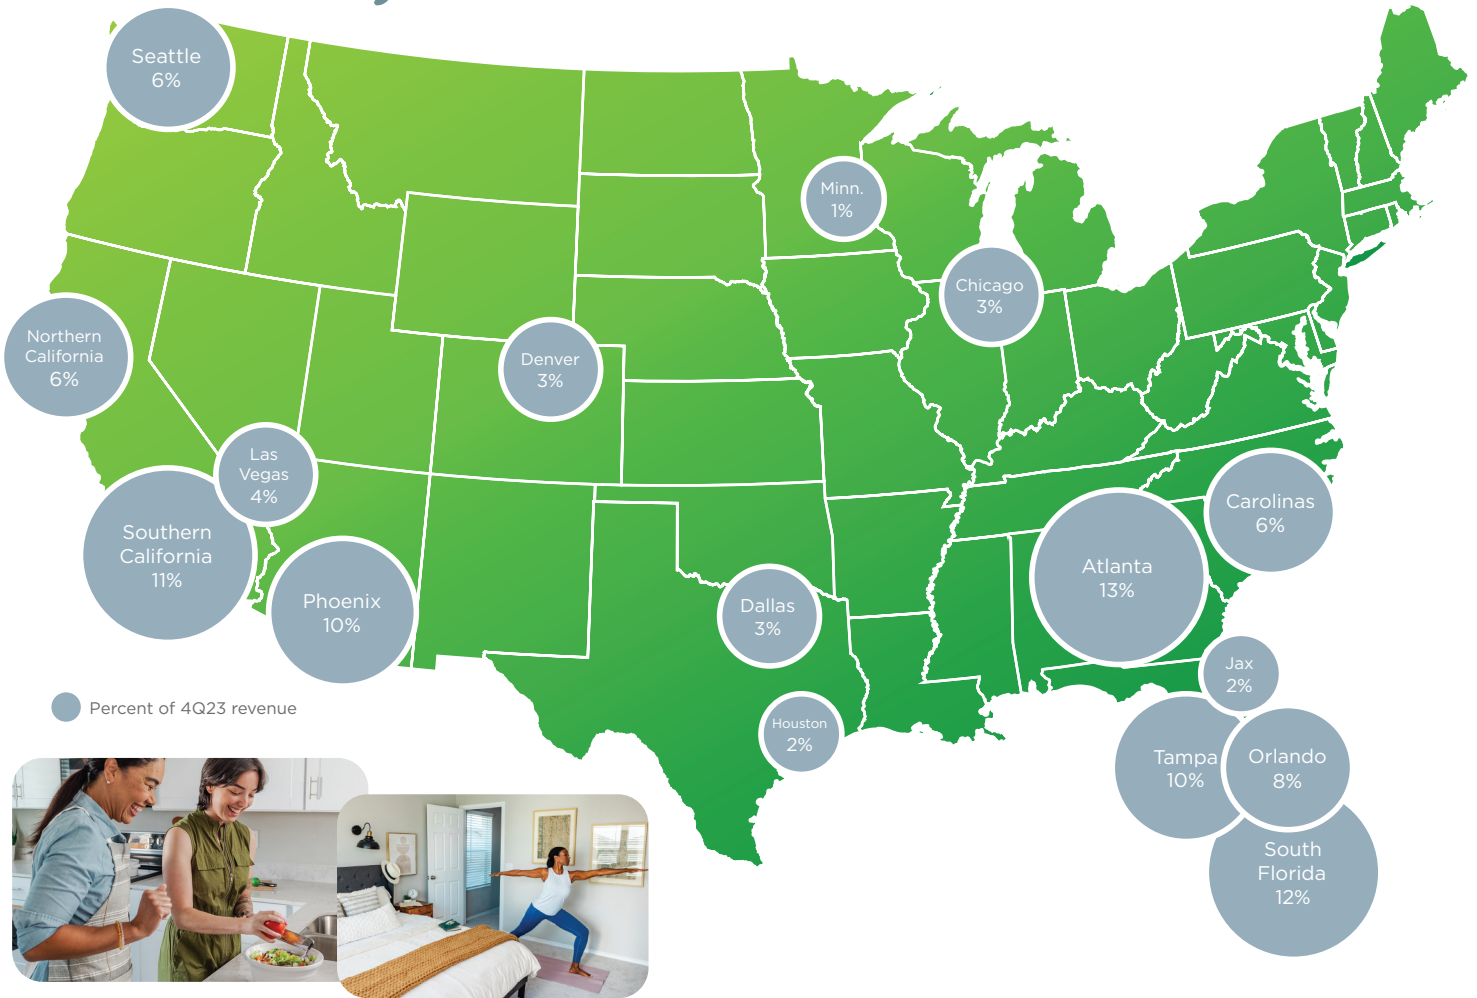 Seattle
6%
Minn.
1%
Chicago
3%
Northern
California
6%
Denver
3%
Las
Vegas
4%
Southern
California
11%
Phoenix
10%
Carolinas
6%
Atlanta
13%
Dallas
3%
Jax
2%
Houston
2%
Tampa
10%
Orlando
8%
South
Florida
12%
Percent of 4Q23 revenue